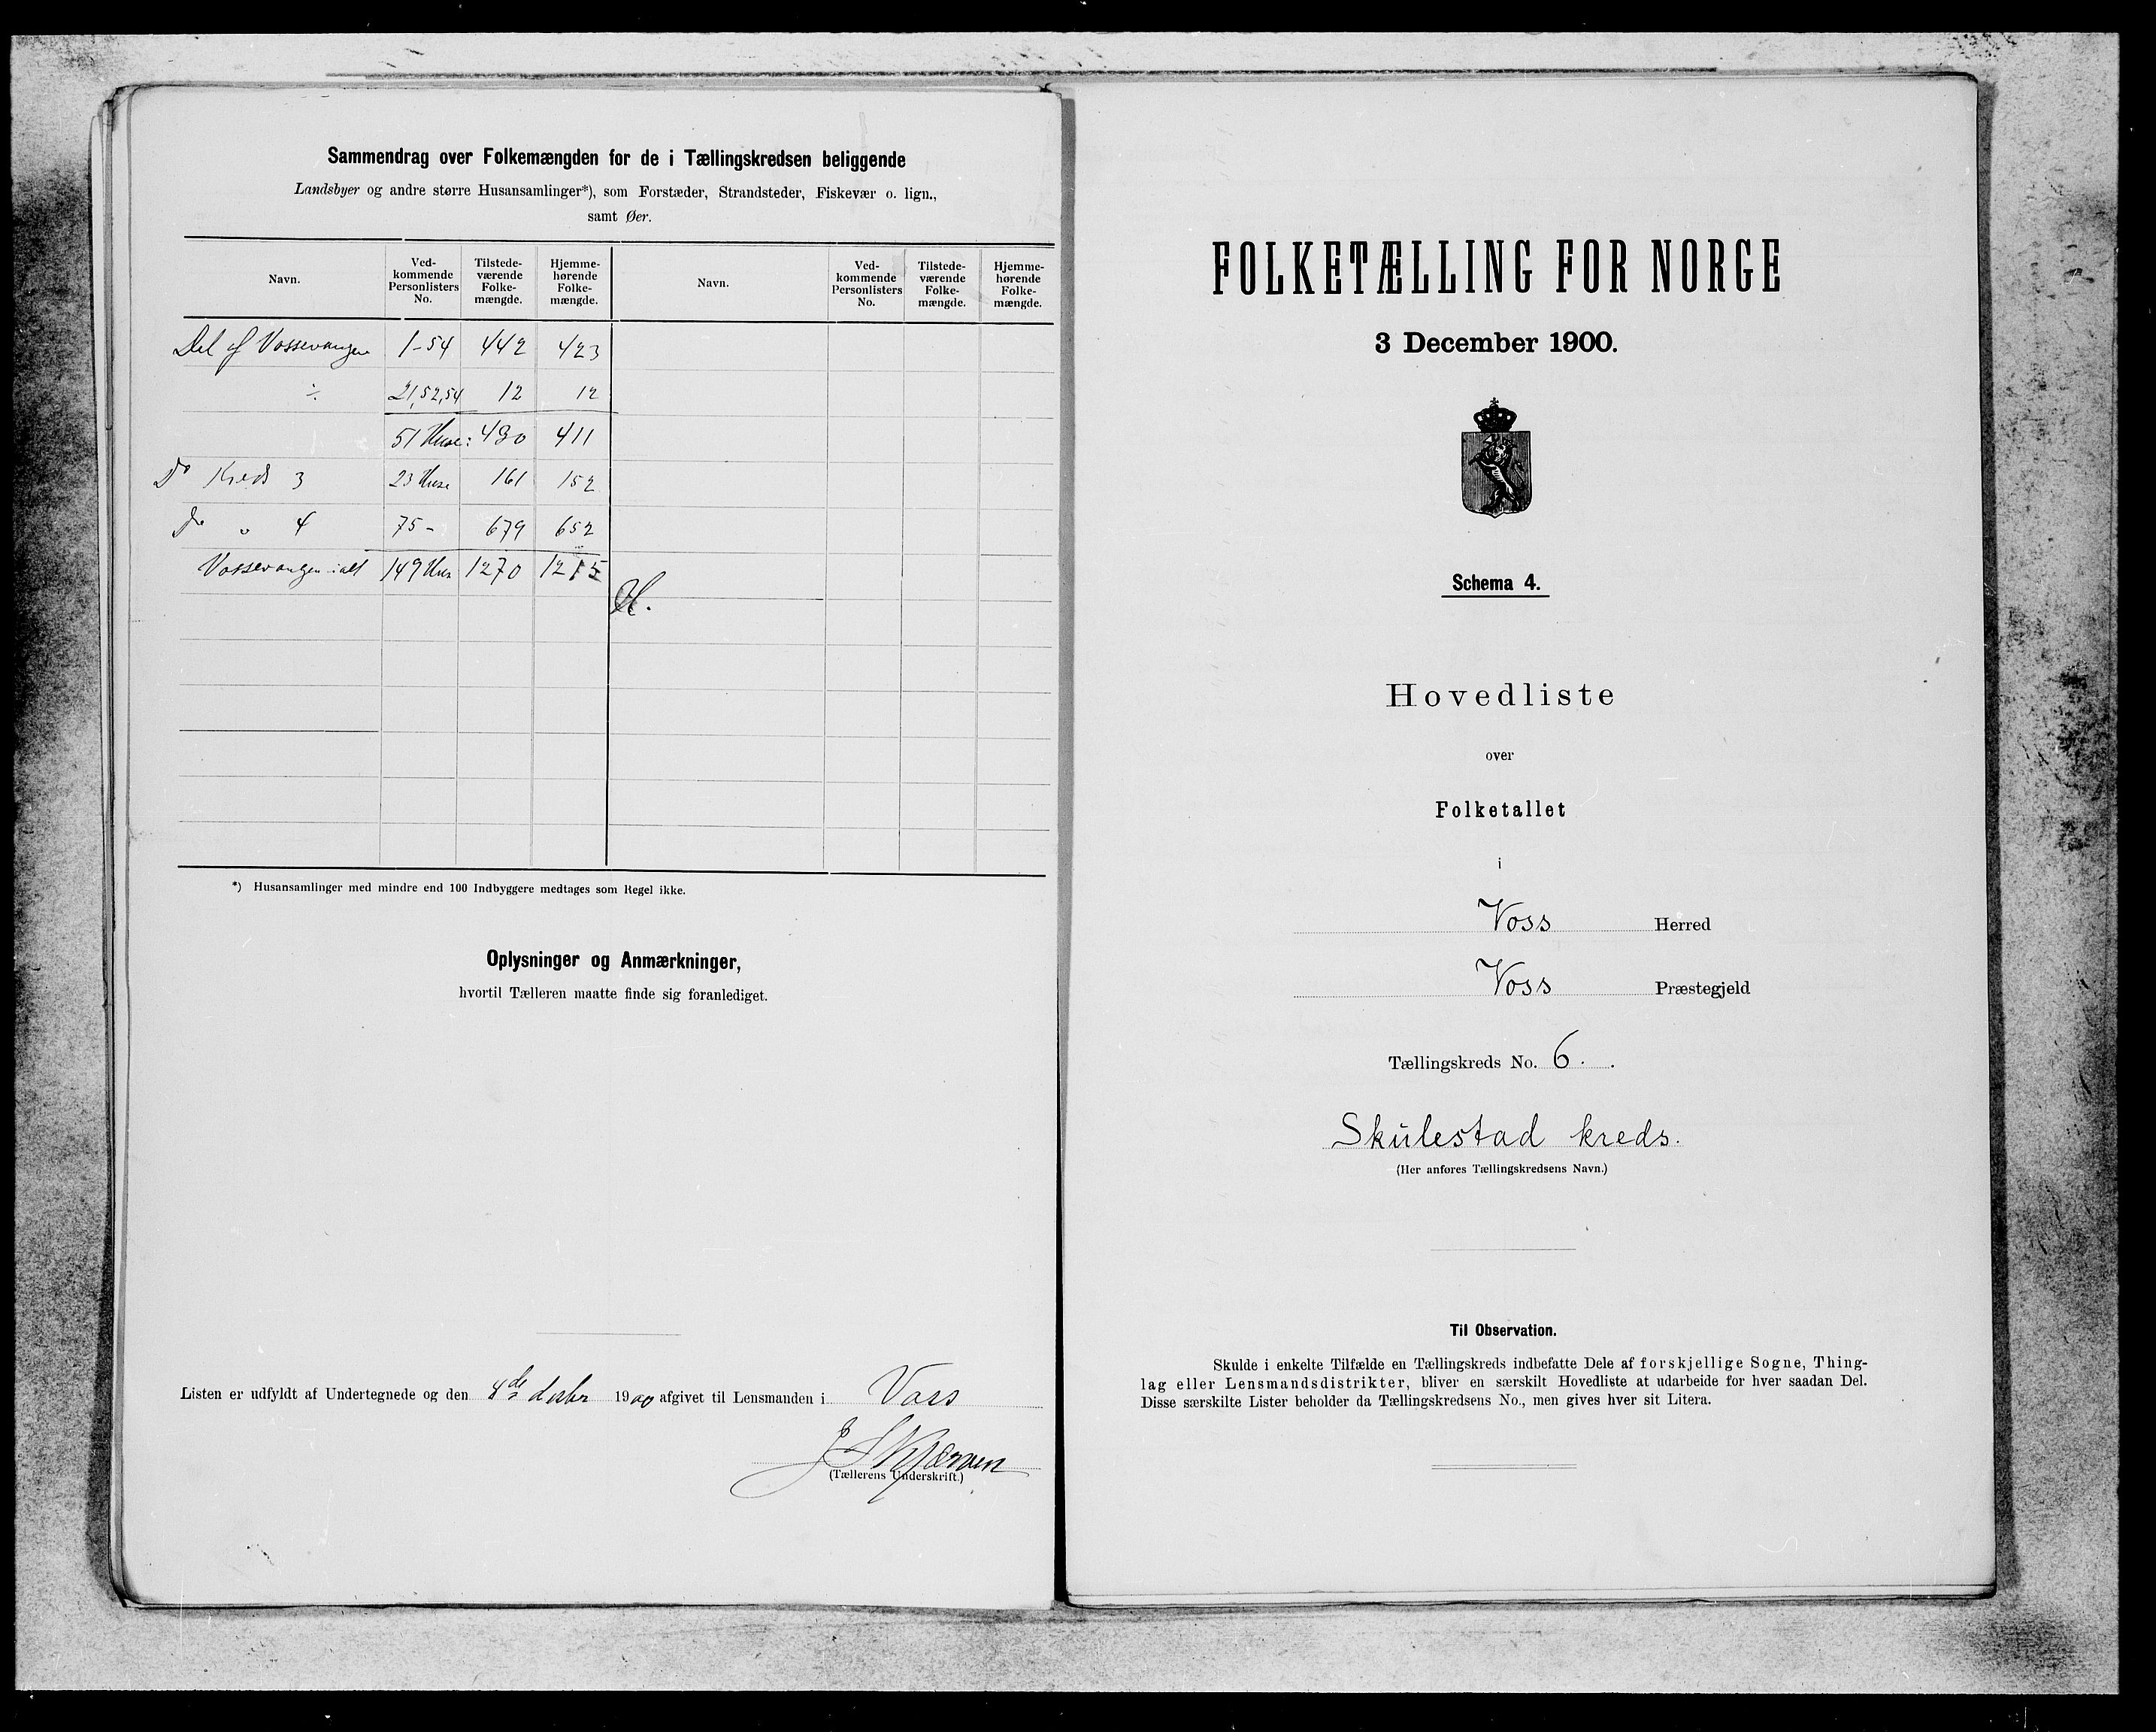 Sammendrag over Folkemængden for de i Tællingskredsen beliggende
Landsbyer og andre større Husansamlinger*), som Forstæder, Strandsteder, Fiskevær o. lign.,
samt Øer.
Navn. Ved-kommende Personlisters No. Tilstede-værende Folke-mængde. Hjemme-hørende Folke-mængde. Navn. Ved-kommende Personlisters No. Tilstede-værende Folke-mængde. Hjemme-hørende Folke-mængde.
Del af Vossevangen 1-54 442 423
÷ 21,52,54 12 12
51 Huse: 430 411
Do Kreds 3 23 Huse 161 152
Do " 4 75 - 679 652
Vossevangen ialt 149 Huse 1270 1215
H.
*) Husansamlinger med mindre end 100 Indbyggere medtages som Regel ikke.
Oplysninger og Anmærkninger,
hvortil Tælleren maatte finde sig foranlediget.
Listen er udfyldt af Undertegnede og den 8de decbr 1900 afgivet til Lensmanden i Voss
(Tællerens Underskrift.)
FOLKETÆLLING FOR NORGE
3 December 1900.
Schema 4.
Hovedliste
over
Folketallet
i
Voss Herred
Voss Præstegjeld
Tællingskreds No. 6.
Skulestad kreds.
(Her anføres Tællingskredsens Navn.)
Til Observation.
Skulde i enkelte Tilfælde en Tællingskreds indbefatte Dele af forskjellige Sogne, Thing-
lag eller Lensmandsdistrikter, bliver en særskilt Hovedliste at udarbeide for hver saadan Del.
Disse særskilte Lister beholder da Tællingskredsens No., men gives hver sit Litera.